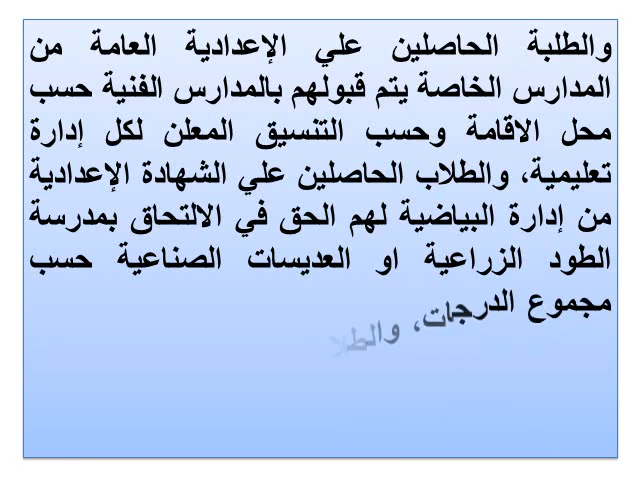 والطلبة الحاصلين علي الإعدادية العامة من
المدارس الخاصة يتم قبولهم بالمدارس الفنية حسب
محل الاقامة وحسب التنسيق المعلن لكل إدارة
تعليمية، والطلاب الحاصلين علي الشهادة الإعدادية
من إدارة البياضية لهم الحق في الالتحاق بمدرسة
الطود الزراعية او العديسات الصناعية حسب
مجموع الدرجات،